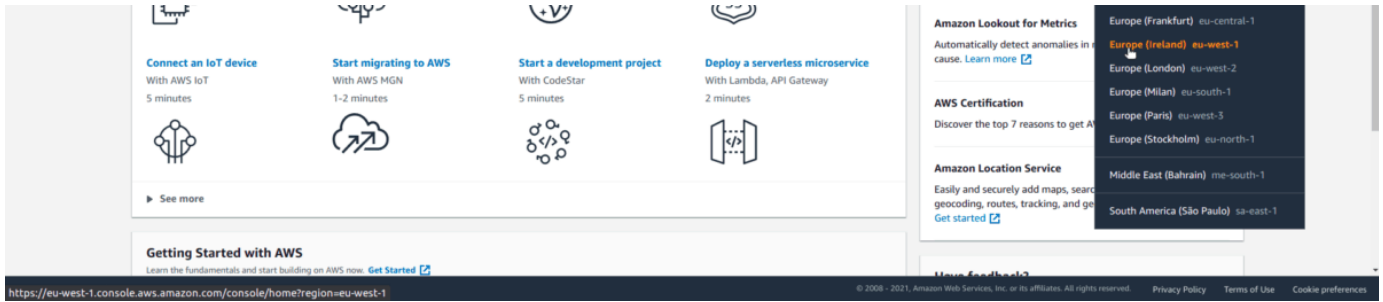 Connect an IoT device
With AWS IoT
5 minutes
Start migrating to AWS
With AWS MGN
1-2 minutes
Start a development project
With CodeStar
5 minutes
Deploy a serverless microservice
With Lambda, API Gateway
2 minutes
</>
</>
See more
Getting Started with AWS
Learn the fundamentals and start building on AWS now. Get Started
Amazon Lookout for Metrics
Automatically detect anomalies in
cause. Learn more
AWS Certification
Discover the top 7 reasons to get
Amazon Location Service
Easily and securely add maps,
geocoding, routes, tracking, and
Get started
Have feedback?
Europe (Frankfurt) eu-central-1
Europe (Ireland) eu-west-1
Europe (London) eu-west-2
Europe (Milan) eu-south-1
Europe (Paris) eu-west-3
Europe (Stockholm) eu-north-1
Middle East (Bahrain) me-south-1
South America (São Paulo) sa-east-1
https://eu-west-1.console.aws.amazon.com/console/home?region=eu-west-1
© 2008 - 2021, Amazon Web Services, Inc. or its affiliates. All rights reserved.
Privacy Policy
Terms of Use
Cookie preferences